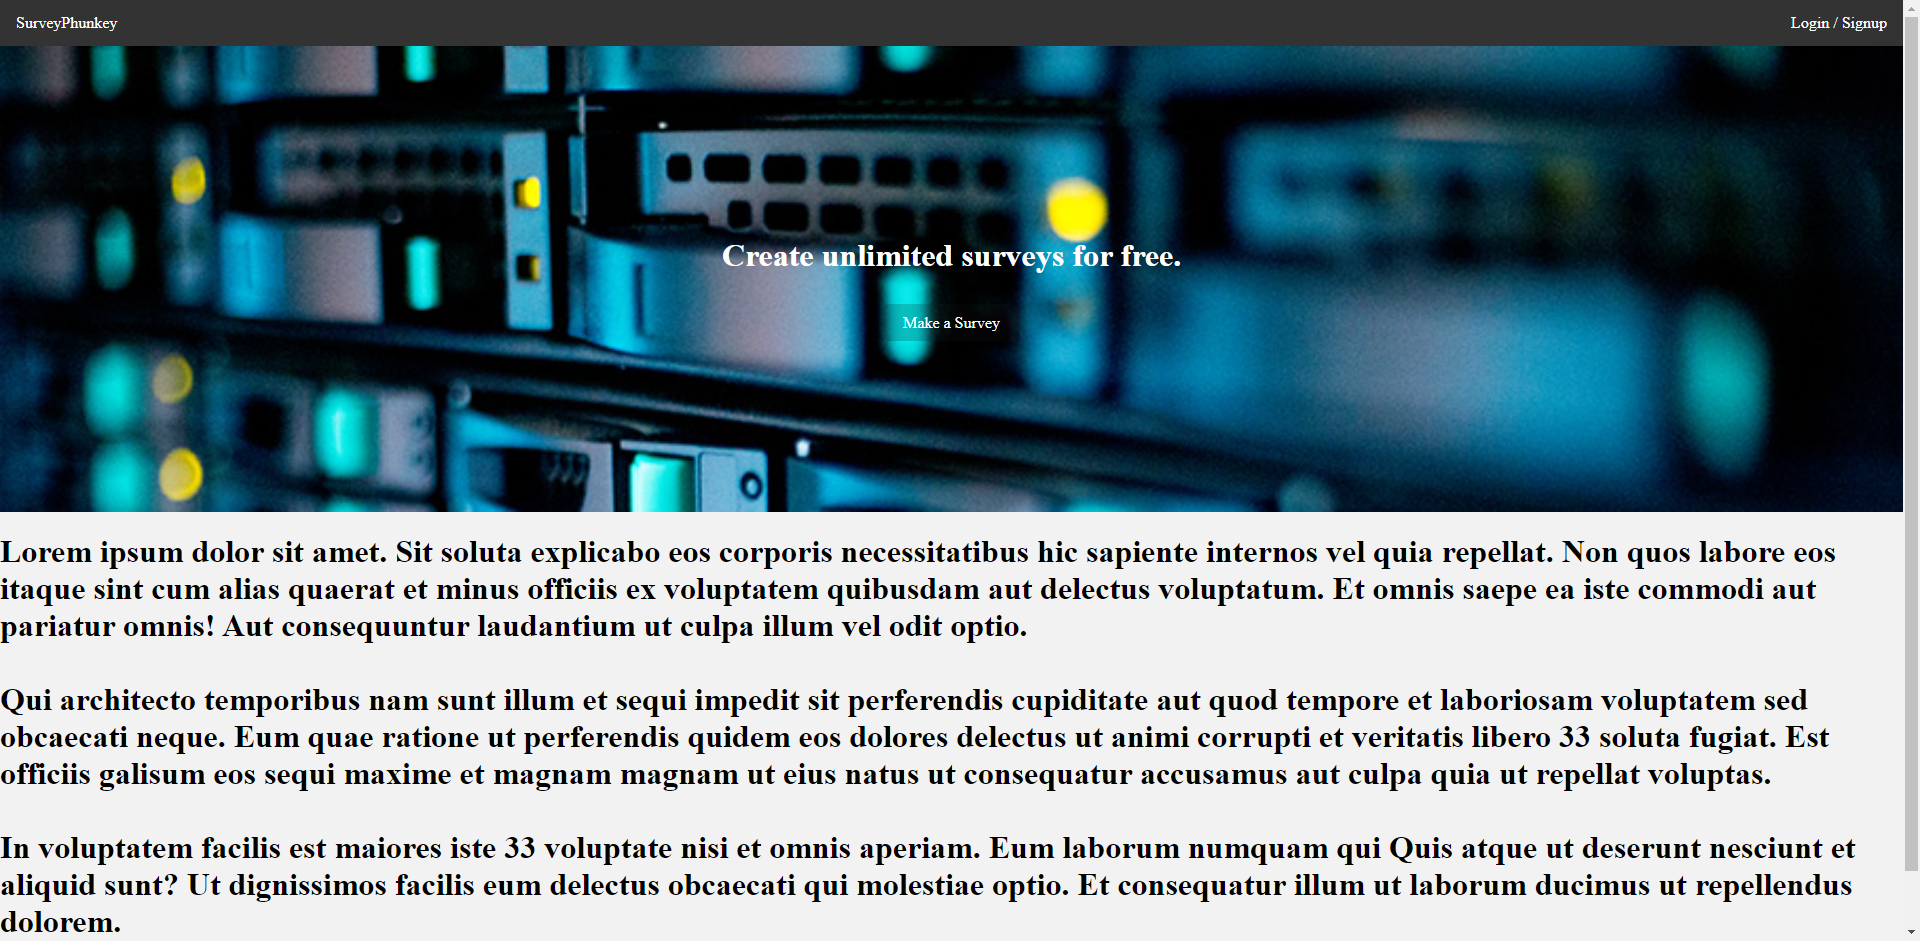 SurveyPhunkey
Login / Signup
Create unlimited surveys for free.
Make a Survey
Lorem ipsum dolor sit amet. Sit soluta explicabo eos corporis necessitatibus hic sapiente internos vel quia repellat. Non quos labore eos
itaque sint cum alias quaerat et minus officiis ex voluptatem quibusdam aut delectus voluptatum. Et omnis saepe ea iste commodi aut
pariatur omnis! Aut consequuntur laudantium ut culpa illum vel odit optio.
Qui architecto temporibus nam sunt illum et sequi impedit sit perferendis cupiditate aut quod tempore et laboriosam voluptatem sed
obcaecati neque. Eum quae ratione ut perferendis quidem eos dolores delectus ut animi corrupti et veritatis libero 33 soluta fugiat. Est
officiis galisum eos sequi maxime et magnam magnam ut eius natus ut consequatur accusamus aut culpa quia ut repellat voluptas.
In voluptatem facilis est maiores iste 33 voluptate nisi et omnis aperiam. Eum laborum numquam qui Quis atque ut deserunt nesciunt et
aliquid sunt? Ut dignissimos facilis eum delectus obcaecati qui molestiae optio. Et consequatur illum ut laborum ducimus ut repellendus
dolorem.